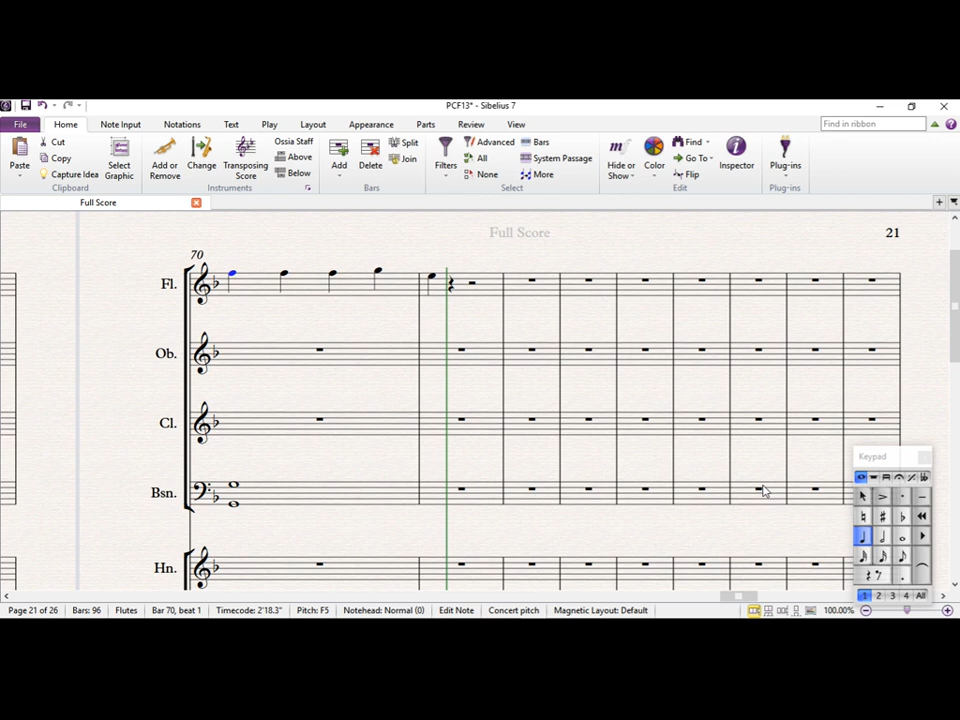 PCF13* - Sibelius 7
File Home Note Input Notations Text Play Layout Appearance Parts Review View Find in ribbon
Paste Cut Copy Capture Idea Select Graphic Add or Remove Change Transposing Score Ossia Staff Above Below Add Delete Split Join Filters Advanced All None Bars System Passage More Hide or Show Color Find Go To Flip Inspector Plug-ins
Clipboard Instruments Bars Select Edit Plug-ins
Full Score
Full Score 21
70
Fl.
Ob.
Cl.
Bsn.
Hn.
Keypad
1 2 3 4 All
Page 21 of 26 Bars: 96 Flutes Bar 70, beat 1 Timecode: 2'18.3" Pitch: F5 Notehead: Normal (0) Edit Note Concert pitch Magnetic Layout: Default 100.00%